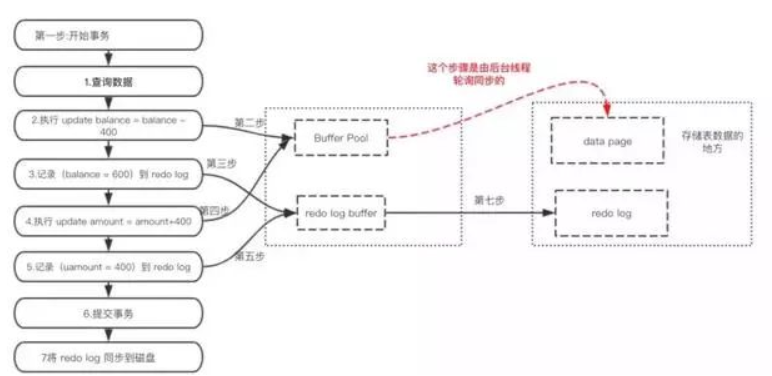 第一步:开始事务
1.查询数据
2.执行 update balance = balance -
400
3.记录（balance = 600）到 redo log
4.执行 update amount = amount+400
5.记录（uamount = 400）到 redo log
6.提交事务
7将 redo log 同步到磁盘
第二步
第三步
第四步
第五步
Buffer Pool
redo log buffer
这个步骤是由后台线程
轮询同步的
第七步
data page
redo log
存储表数据的
地方